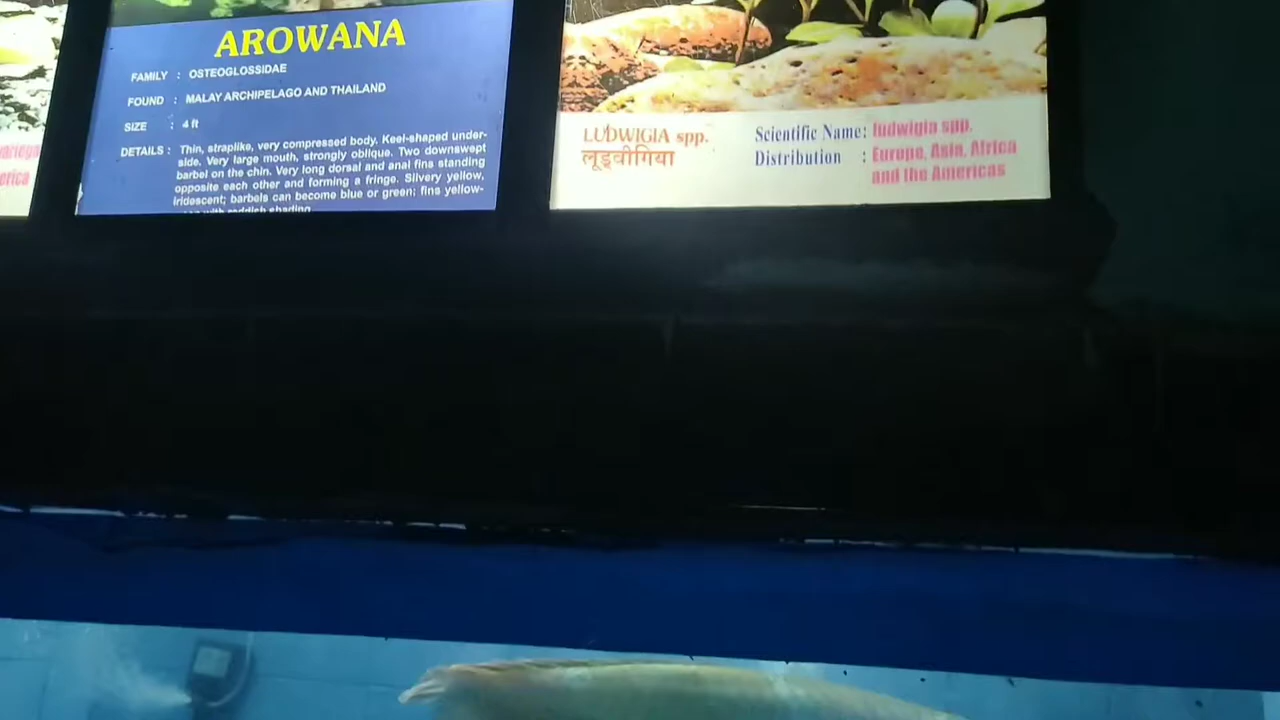 AROWANA
FAMILY : OSTEOGLOSSIDAE
FOUND : MALAY ARCHIPELAGO AND THAILAND
SIZE : 4 ft
DETAILS : Thin, straplike, very compressed body. Keel-shaped under-
side. Very large mouth, strongly oblique. Two downswept
barbel on the chin. Very long dorsal and anal fins standing
opposite each other and forming a fringe. Silvery yellow,
iridescent; barbels can become blue or green; fins yellow-
with reddish shading
LUDWIGIA spp.
लूड्वीगिया
Scientific Name: ludwigia spp.
Distribution : Europe, Asia, Africa
and the Americas